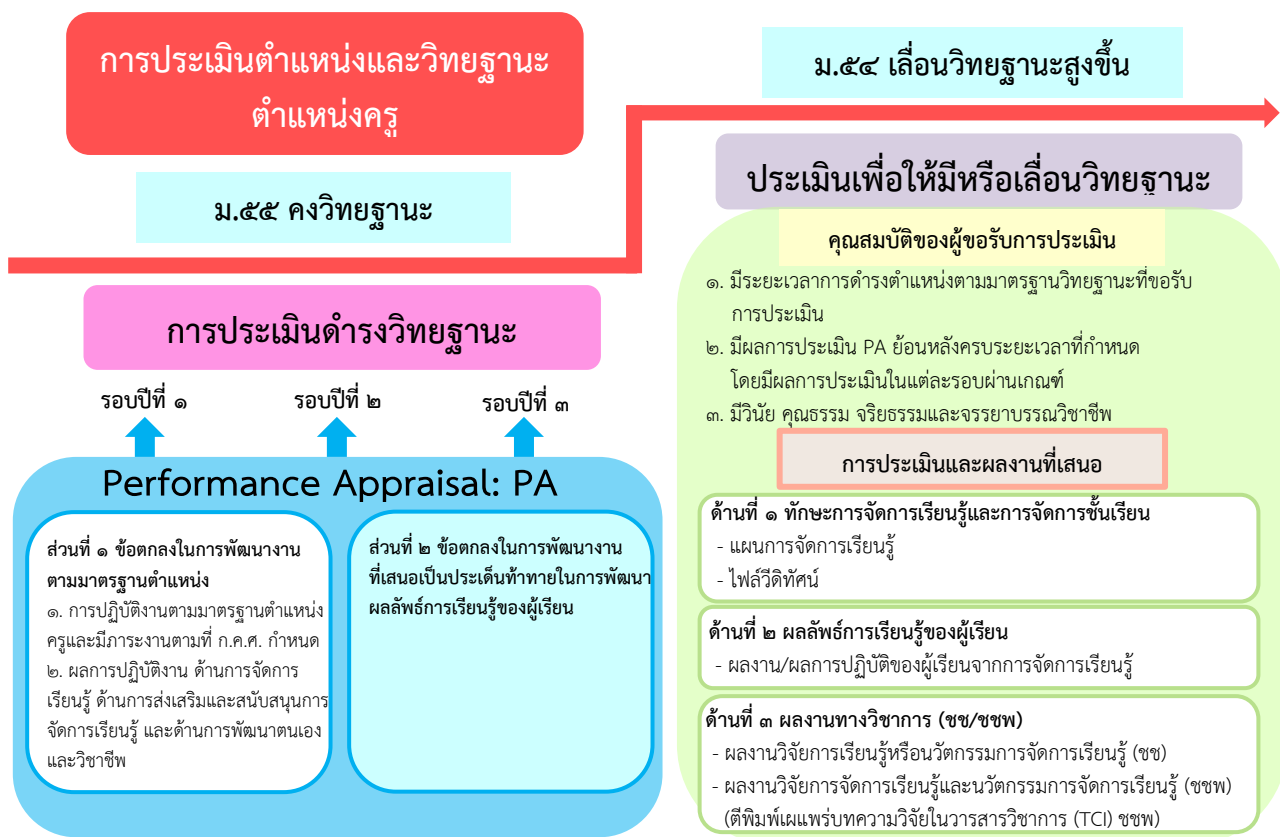 การประเมินตำแหน่งและวิทยฐานะ
ตำแหน่งครู
ม.๕๕ คงวิทยฐานะ
การประเมินดำรงวิทยฐานะ
รอบปีที่ ๑
รอบปีที่ ๒
รอบปีที่ ๓
Performance Appraisal: PA
ส่วนที่ ๑ ข้อตกลงในการพัฒนางาน
ตามมาตรฐานตำแหน่ง
๑. การปฏิบัติงานตามมาตรฐานตำแหน่ง
ครูและมีภาระงานตามที่ ก.ค.ศ. กำหนด
๒. ผลการปฏิบัติงาน ด้านการจัดการ
เรียนรู้ ด้านการส่งเสริมและสนับสนุนการ
จัดการเรียนรู้ และด้านการพัฒนาตนเอง
และวิชาชีพ
ส่วนที่ ๒ ข้อตกลงในการพัฒนางาน
ที่เสนอเป็นประเด็นท้าทายในการพัฒนา
ผลลัพธ์การเรียนรู้ของผู้เรียน
ม.๕๔ เลื่อนวิทยฐานะสูงขึ้น
ประเมินเพื่อให้มีหรือเลื่อนวิทยฐานะ
คุณสมบัติของผู้ขอรับการประเมิน
๑. มีระยะเวลาการดำรงตำแหน่งตามมาตรฐานวิทยฐานะที่ขอรับ
การประเมิน
๒. มีผลการประเมิน PA ย้อนหลังครบระยะเวลาที่กำหนด
โดยมีผลการประเมินในแต่ละรอบผ่านเกณฑ์
๓. มีวินัย คุณธรรม จริยธรรมและจรรยาบรรณวิชาชีพ
การประเมินและผลงานที่เสนอ
ด้านที่ ๑ ทักษะการจัดการเรียนรู้และการจัดการชั้นเรียน
- แผนการจัดการเรียนรู้
- ไฟล์วีดิทัศน์
ด้านที่ ๒ ผลลัพธ์การเรียนรู้ของผู้เรียน
- ผลงาน/ผลการปฏิบัติของผู้เรียนจากการจัดการเรียนรู้
ด้านที่ ๓ ผลงานทางวิชาการ (ชช/ชชพ)
- ผลงานวิจัยการเรียนรู้หรือนวัตกรรมการจัดการเรียนรู้ (ชช)
- ผลงานวิจัยการจัดการเรียนรู้และนวัตกรรมการจัดการเรียนรู้ (ชชพ)
(ตีพิมพ์เผแพร่บทความวิจัยในวารสารวิชาการ (TCI) ชชพ)